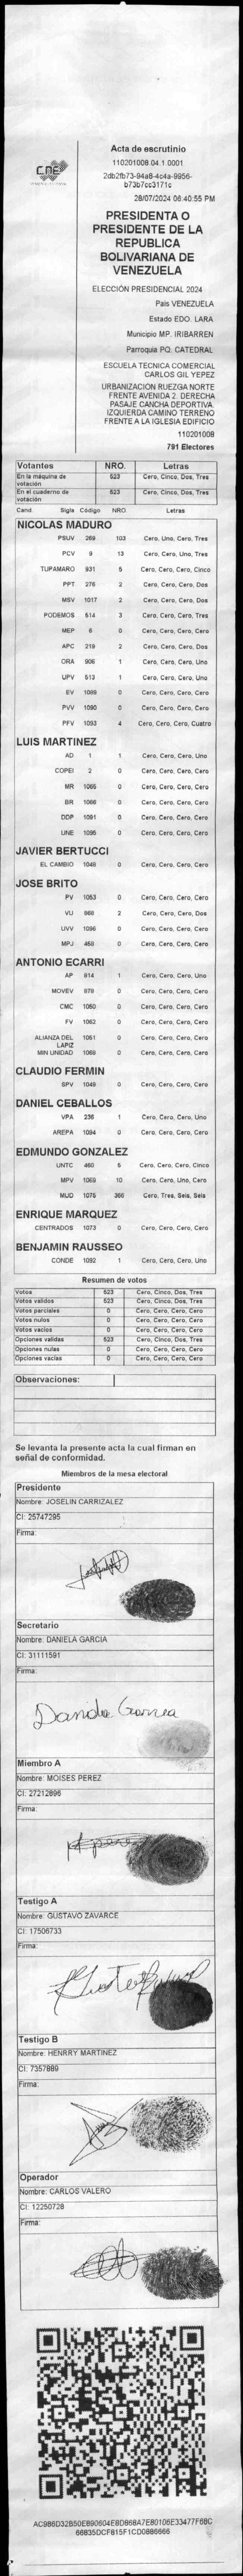 CNE
Acta de escrutinio
110201008.04.1.0001
2db2fb73-94a8-4c4a-9956-
b73b7cc3171c
28/07/2024 06:40:55 PM
PRESIDENTA O
PRESIDENTE DE LA
REPUBLICA
BOLIVARIANA DE
VENEZUELA
ELECCIÓN PRESIDENCIAL 2024
País VENEZUELA
Estado EDO. LARA
Municipio MP. IRIBARREN
Parroquia PQ. CATEDRAL
ESCUELA TECNICA COMERCIAL
CARLOS GIL YEPEZ
URBANIZACION RUEZGA NORTE
FRENTE AVENIDA 2. DERECHA
PASAJE CANCHA DEPORTIVA.
IZQUIERDA CAMINO TERRENO
FRENTE A LA IGLESIA EDIFICIO
110201008
791 Electores
Votantes NRO. Letras
En la máquina de votación 523 Cero, Cinco, Dos, Tres
En el cuaderno de votación 523 Cero, Cinco, Dos, Tres
Cand. Sigla Código NRO. Letras
NICOLAS MADURO
PSUV 269 103 Cero, Uno, Cero, Tres
PCV 9 13 Cero, Cero, Uno, Tres
TUPAMARO 931 5 Cero, Cero, Cero, Cinco
PPT 276 2 Cero, Cero, Cero, Dos
MSV 1017 2 Cero, Cero, Cero, Dos
PODEMOS 514 3 Cero, Cero, Cero, Tres
MEP 6 0 Cero, Cero, Cero, Cero
APC 219 2 Cero, Cero, Cero, Dos
ORA 906 1 Cero, Cero, Cero, Uno
UPV 513 1 Cero, Cero, Cero, Uno
EV 1089 0 Cero, Cero, Cero, Cero
PVV 1090 0 Cero, Cero, Cero, Cero
PFV 1093 4 Cero, Cero, Cero, Cuatro
LUIS MARTINEZ
AD 1 1 Cero, Cero, Cero, Uno
COPEI 2 0 Cero, Cero, Cero, Cero
MR 1065 0 Cero, Cero, Cero, Cero
BR 1066 0 Cero, Cero, Cero, Cero
DDP 1091 0 Cero, Cero, Cero, Cero
UNE 1095 0 Cero, Cero, Cero, Cero
JAVIER BERTUCCI
EL CAMBIO 1048 0 Cero, Cero, Cero, Cero
JOSE BRITO
PV 1053 0 Cero, Cero, Cero, Cero
VU 968 2 Cero, Cero, Cero, Dos
UVV 1096 0 Cero, Cero, Cero, Cero
MPJ 459 0 Cero, Cero, Cero, Cero
ANTONIO ECARRI
AP 914 1 Cero, Cero, Cero, Uno
MOVEV 979 0 Cero, Cero, Cero, Cero
CMC 1050 0 Cero, Cero, Cero, Cero
FV 1062 0 Cero, Cero, Cero, Cero
ALIANZA DEL LAPIZ 1051 0 Cero, Cero, Cero, Cero
MIN UNIDAD 1068 0 Cero, Cero, Cero, Cero
CLAUDIO FERMIN
SPV 1049 0 Cero, Cero, Cero, Cero
DANIEL CEBALLOS
VPA 236 1 Cero, Cero, Cero, Uno
AREPA 1094 0 Cero, Cero, Cero, Cero
EDMUNDO GONZALEZ
UNTC 460 5 Cero, Cero, Cero, Cinco
MPV 1069 10 Cero, Cero, Uno, Cero
MUD 1075 366 Cero, Tres, Seis, Seis
ENRIQUE MARQUEZ
CENTRADOS 1073 0 Cero, Cero, Cero, Cero
BENJAMIN RAUSSEO
CONDE 1092 1 Cero, Cero, Cero, Uno
Resumen de votos
Votos 523 Cero, Cinco, Dos, Tres
Votos validos 523 Cero, Cinco, Dos, Tres
Votos parciales 0 Cero, Cero, Cero, Cero
Votos nulos 0 Cero, Cero, Cero, Cero
Votos vacíos 0 Cero, Cero, Cero, Cero
Opciones validas 523 Cero, Cinco, Dos, Tres
Opciones nulas 0 Cero, Cero, Cero, Cero
Opciones vacias 0 Cero, Cero, Cero, Cero
Observaciones:
Se levanta la presente acta la cual firman en
señal de conformidad.
Miembros de la mesa electoral
Presidente
Nombre: JOSELIN CARRIZALEZ
CI: 25747295
Firma:
Secretario
Nombre: DANIELA GARCIA
CI: 31111591
Firma:
Daniela Garcia
Miembro A
Nombre: MOISES PEREZ
CI: 27212896
Firma:
Testigo A
Nombre: GUSTAVO ZAVARCE
CI: 17506733
Firma:
Testigo B
Nombre: HENRRY MARTINEZ
CI: 7357889
Firma:
Operador
Nombre: CARLOS VALERO
CI: 12250728
Firma: